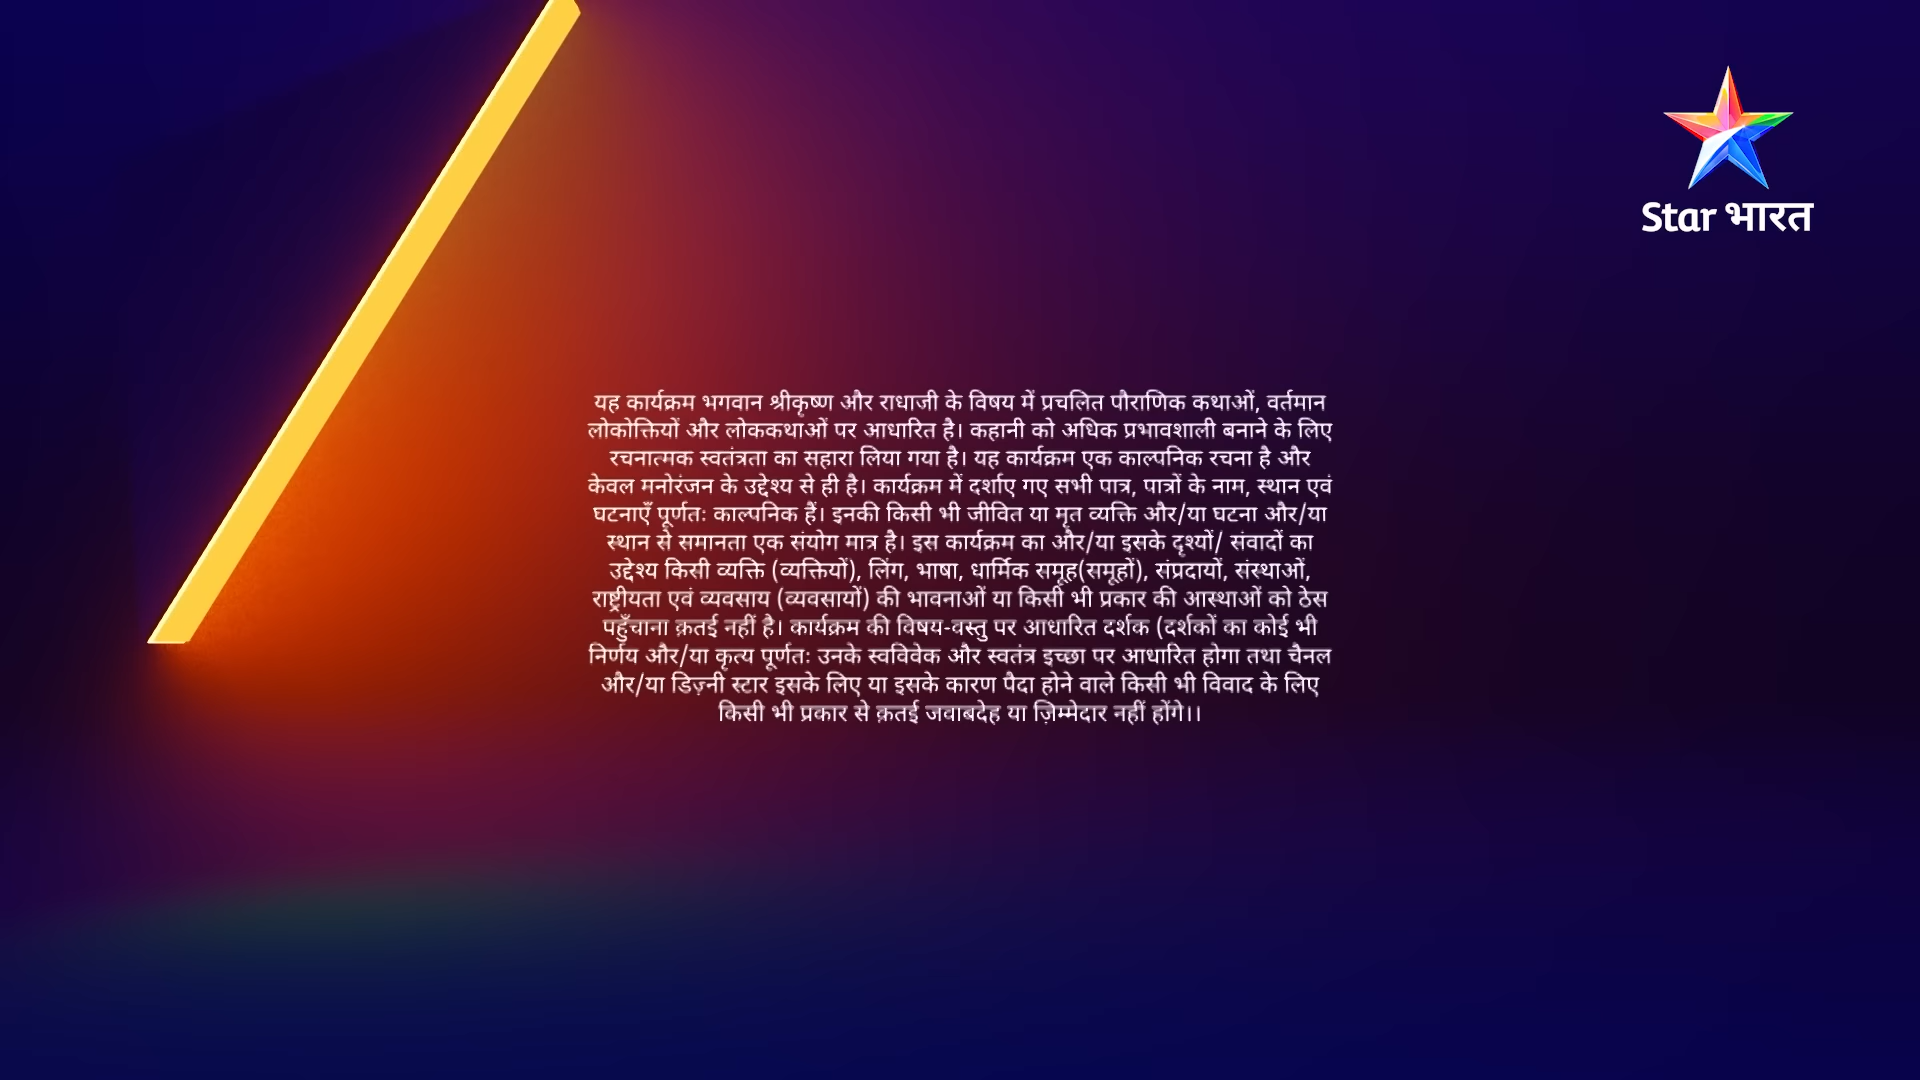 Star भारत
यह कार्यक्रम भगवान श्रीकृष्ण और राधाजी के विषय में प्रचलित पौराणिक कथाओं, वर्तमान
लोकोक्तियों और लोककथाओं पर आधारित है। कहानी को अधिक प्रभावशाली बनाने के लिए
रचनात्मक स्वतंत्रता का सहारा लिया गया है। यह कार्यक्रम एक काल्पनिक रचना है और
केवल मनोरंजन के उद्देश्य से ही है। कार्यक्रम में दर्शाए गए सभी पात्र, पात्रों के नाम, स्थान एवं
घटनाएँ पूर्णतः काल्पनिक हैं। इनकी किसी भी जीवित या मृत व्यक्ति और/या घटना और/या
स्थान से समानता एक संयोग मात्र है। इस कार्यक्रम का और/या इसके दृश्यों/ संवादों का
उद्देश्य किसी व्यक्ति (व्यक्तियों), लिंग, भाषा, धार्मिक समूह(समूहों), संप्रदायों, संस्थाओं,
राष्ट्रीयता एवं व्यवसाय (व्यवसायों) की भावनाओं या किसी भी प्रकार की आस्थाओं को ठेस
पहुँचाना क़तई नहीं है। कार्यक्रम की विषय-वस्तु पर आधारित दर्शक (दर्शकों का कोई भी
निर्णय और/या कृत्य पूर्णतः उनके स्वविवेक और स्वतंत्र इच्छा पर आधारित होगा तथा चैनल
और/या डिज़्नी स्टार इसके लिए या इसके कारण पैदा होने वाले किसी भी विवाद के लिए
किसी भी प्रकार से क़तई जवाबदेह या ज़िम्मेदार नहीं होंगे।।